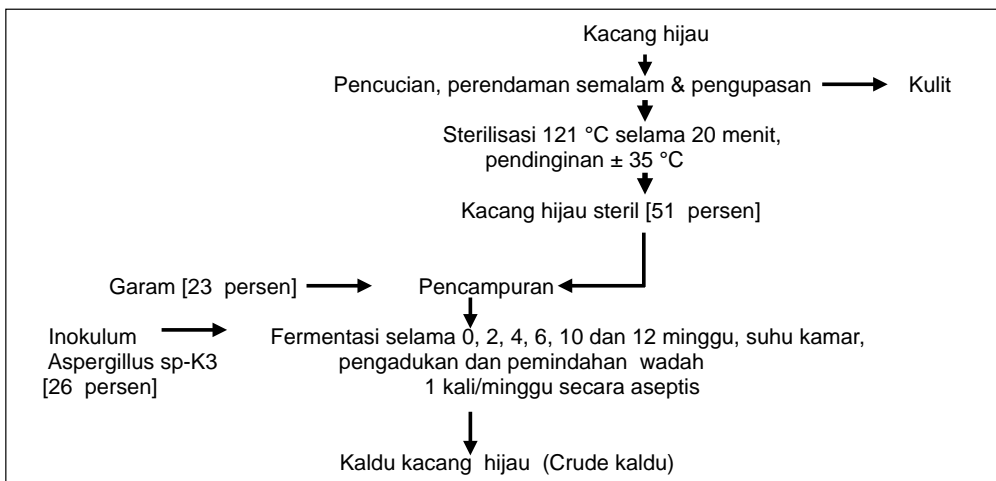 Kacang hijau
Pencucian, perendaman semalam & pengupasan
Kulit
Sterilisasi 121 °C selama 20 menit,
pendinginan ± 35 °C
Kacang hijau steril [51 persen]
Garam [23 persen]
Pencampuran
Inokulum
Aspergillus sp-K3
[26 persen]
Fermentasi selama 0, 2, 4, 6, 10 dan 12 minggu, suhu kamar,
pengadukan dan pemindahan wadah
1 kali/minggu secara aseptis
Kaldu kacang hijau (Crude kaldu)